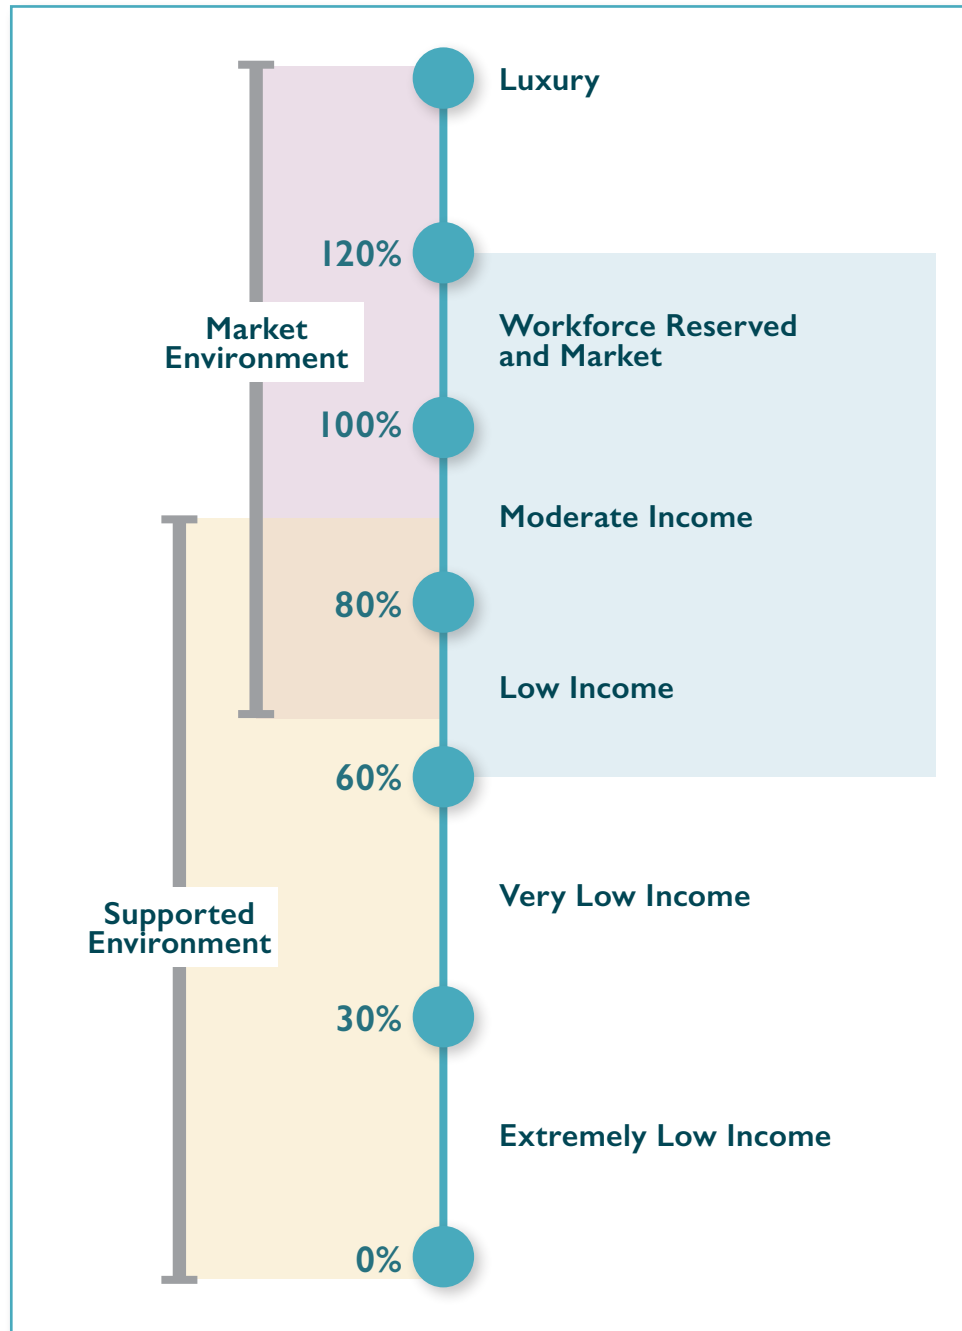 Luxury
120%
Workforce Reserved
and Market
Market
Environment
100%
Moderate Income
80%
Low Income
60%
Very Low Income
Supported
Environment
30%
Extremely Low Income
0%